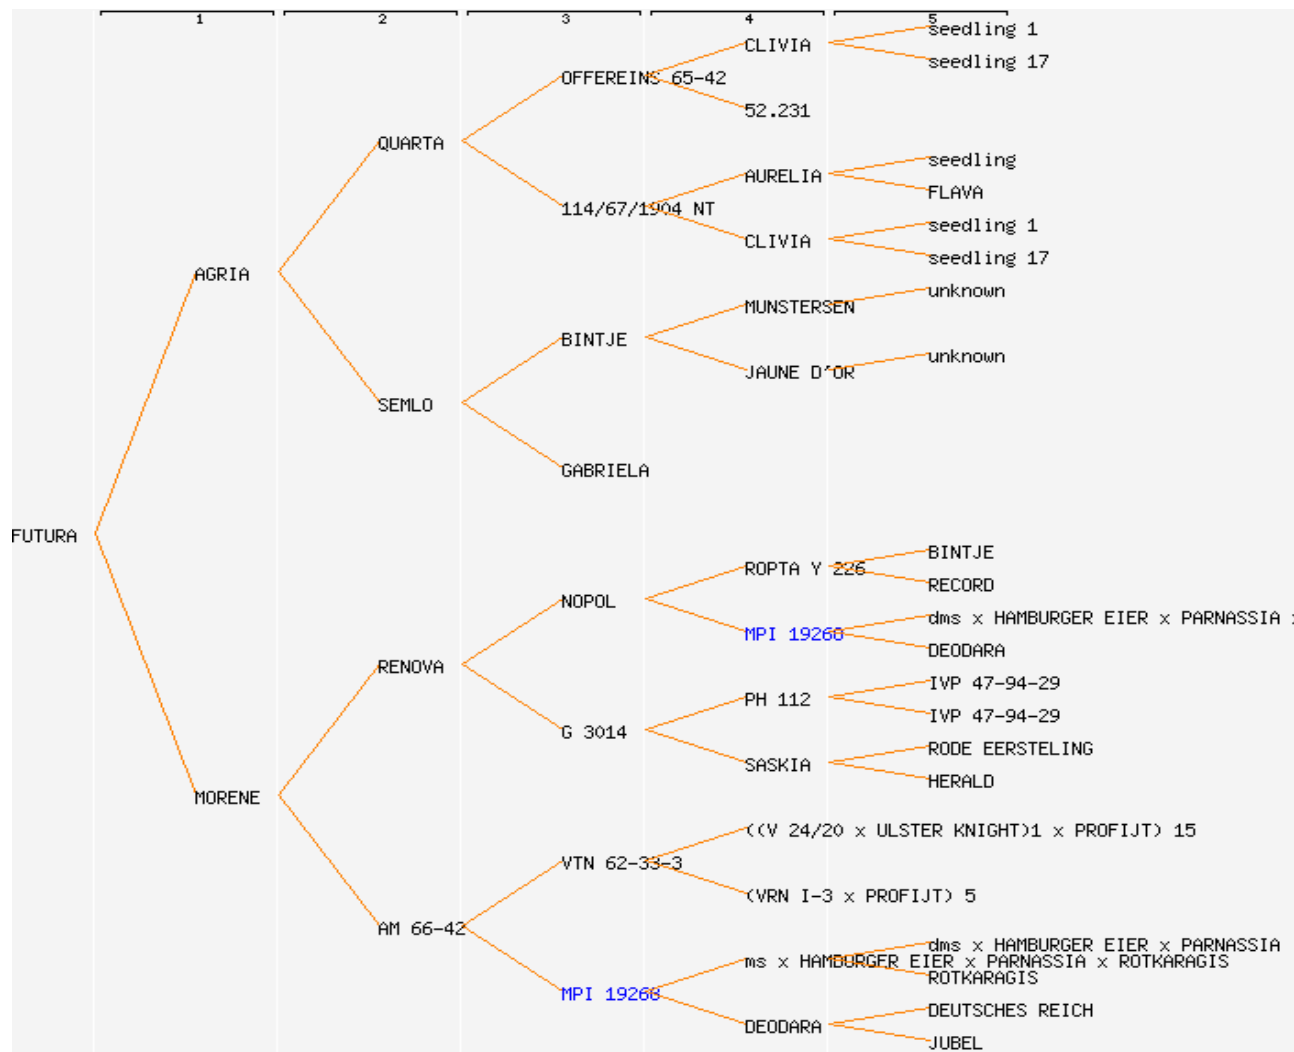 1 2 3 4 5
seedling 1
CLIVIA
seedling 17
OFFEREINS 65-42
52.231
QUARTA
seedling
AURELIA
FLAVA
114/67/1904 NT
seedling 1
CLIVIA
seedling 17
AGRIA
unknown
MUNSTERSEN
BINTJE
unknown
JAUNE D'OR
SEMLO
GABRIELA
FUTURA
BINTJE
ROPTA Y 226
RECORD
NOPOL
dms x HAMBURGER EIER x PARNASSIA
MPI 19268
DEODARA
RENOVA
IVP 47-94-29
PH 112
IVP 47-94-29
G 3014
RODE EERSTELING
SASKIA
HERALD
MORENE
((V 24/20 x ULSTER KNIGHT)1 x PROFIJT) 15
VTN 62-33-3
(VRN I-3 x PROFIJT) 5
AM 66-42
dms x HAMBURGER EIER x PARNASSIA
ms x HAMBURGER EIER x PARNASSIA x ROTKARAGIS
ROTKARAGIS
MPI 19268
DEUTSCHES REICH
DEODARA
JUBEL